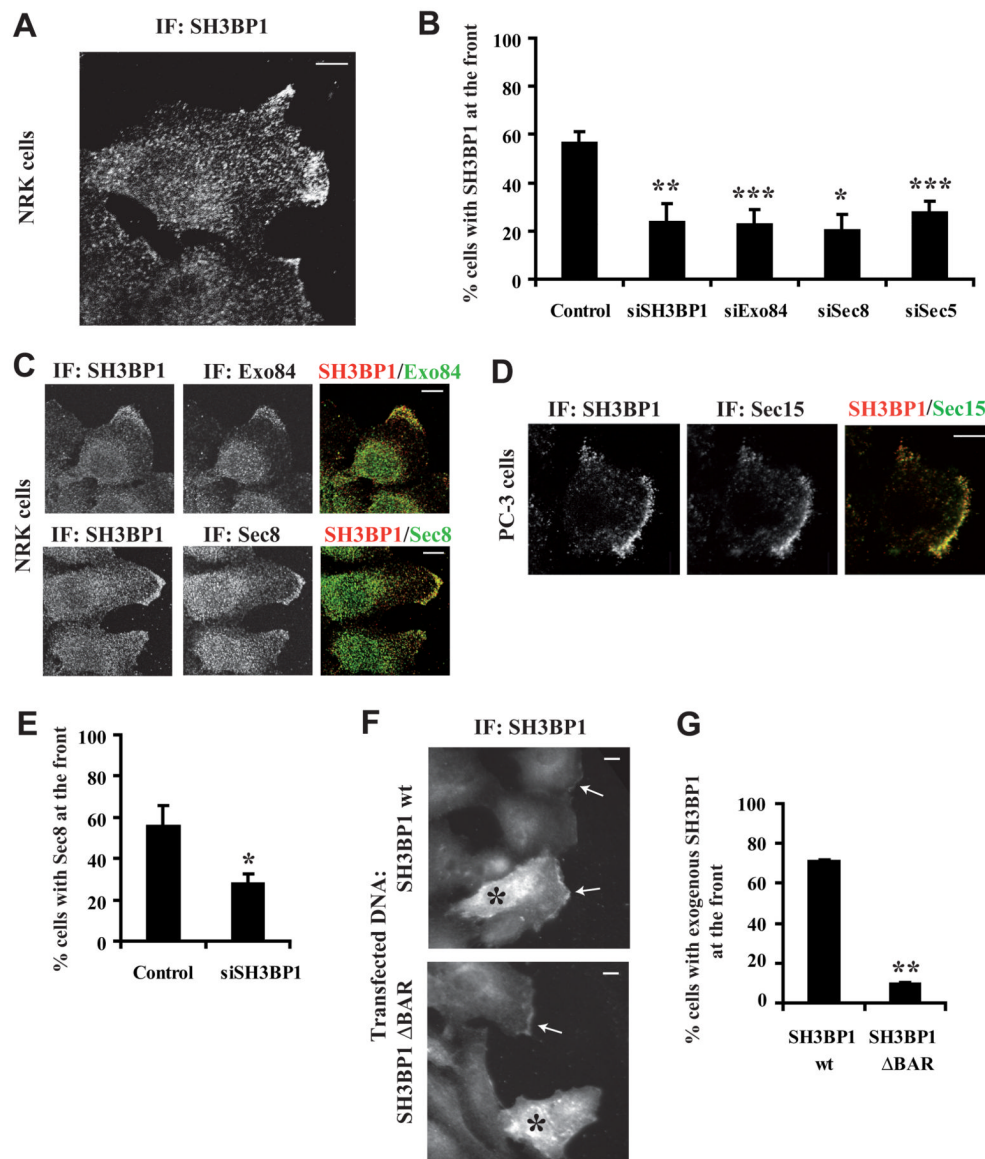 A
IF: SH3BP1
NRK cells
B
% cells with SH3BP1 at the front
100
80
60
40
20
0
**
***
*
***
Control siSH3BP1 siExo84 siSec8 siSec5
C
NRK cells
IF: SH3BP1 IF: Exo84 SH3BP1/Exo84
IF: SH3BP1 IF: Sec8 SH3BP1/Sec8
D
PC-3 cells
IF: SH3BP1 IF: Sec15 SH3BP1/Sec15
E
% cells with Sec8 at the front
100
80
60
40
20
0
*
Control siSH3BP1
F
IF: SH3BP1
Transfected DNA:
SH3BP1 wt
*
SH3BP1 ΔBAR
*
G
% cells with exogenous SH3BP1
at the front
100
80
60
40
20
0
**
SH3BP1 SH3BP1
wt ΔBAR